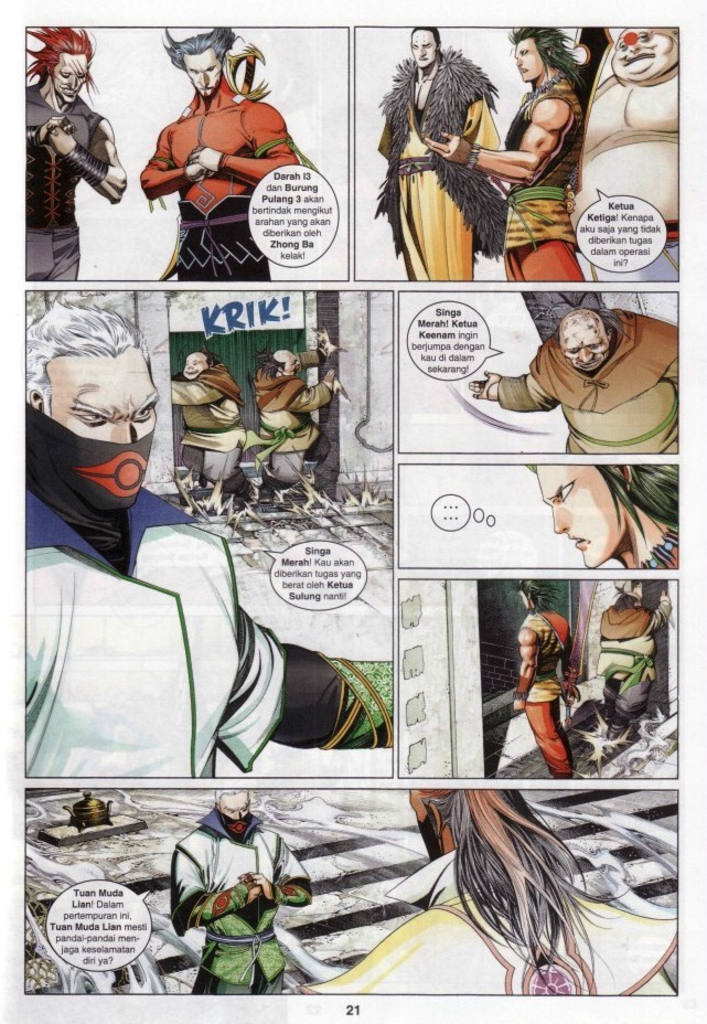 Darah I3
dan Burung
Pulang 3 akan
bertindak mengikut
arahan yang akan
diberikan oleh
Zhong Ba
kelak!
Ketua
Ketiga! Kenapa
aku saja yang tidak
diberikan tugas
dalam operasi
ini?
KRIK!
Singa
Merah! Kau akan
diberikan tugas yang
berat oleh Ketua
Sulung nanti!
Singa
Merah! Ketua
Keenam ingin
berjumpa dengan
kau di dalam
sekarang!
...
...
Tuan Muda
Lian! Dalam
pertempuran ini,
Tuan Muda Lian mesti
pandai-pandai men-
jaga keselamatan
diri ya?
21